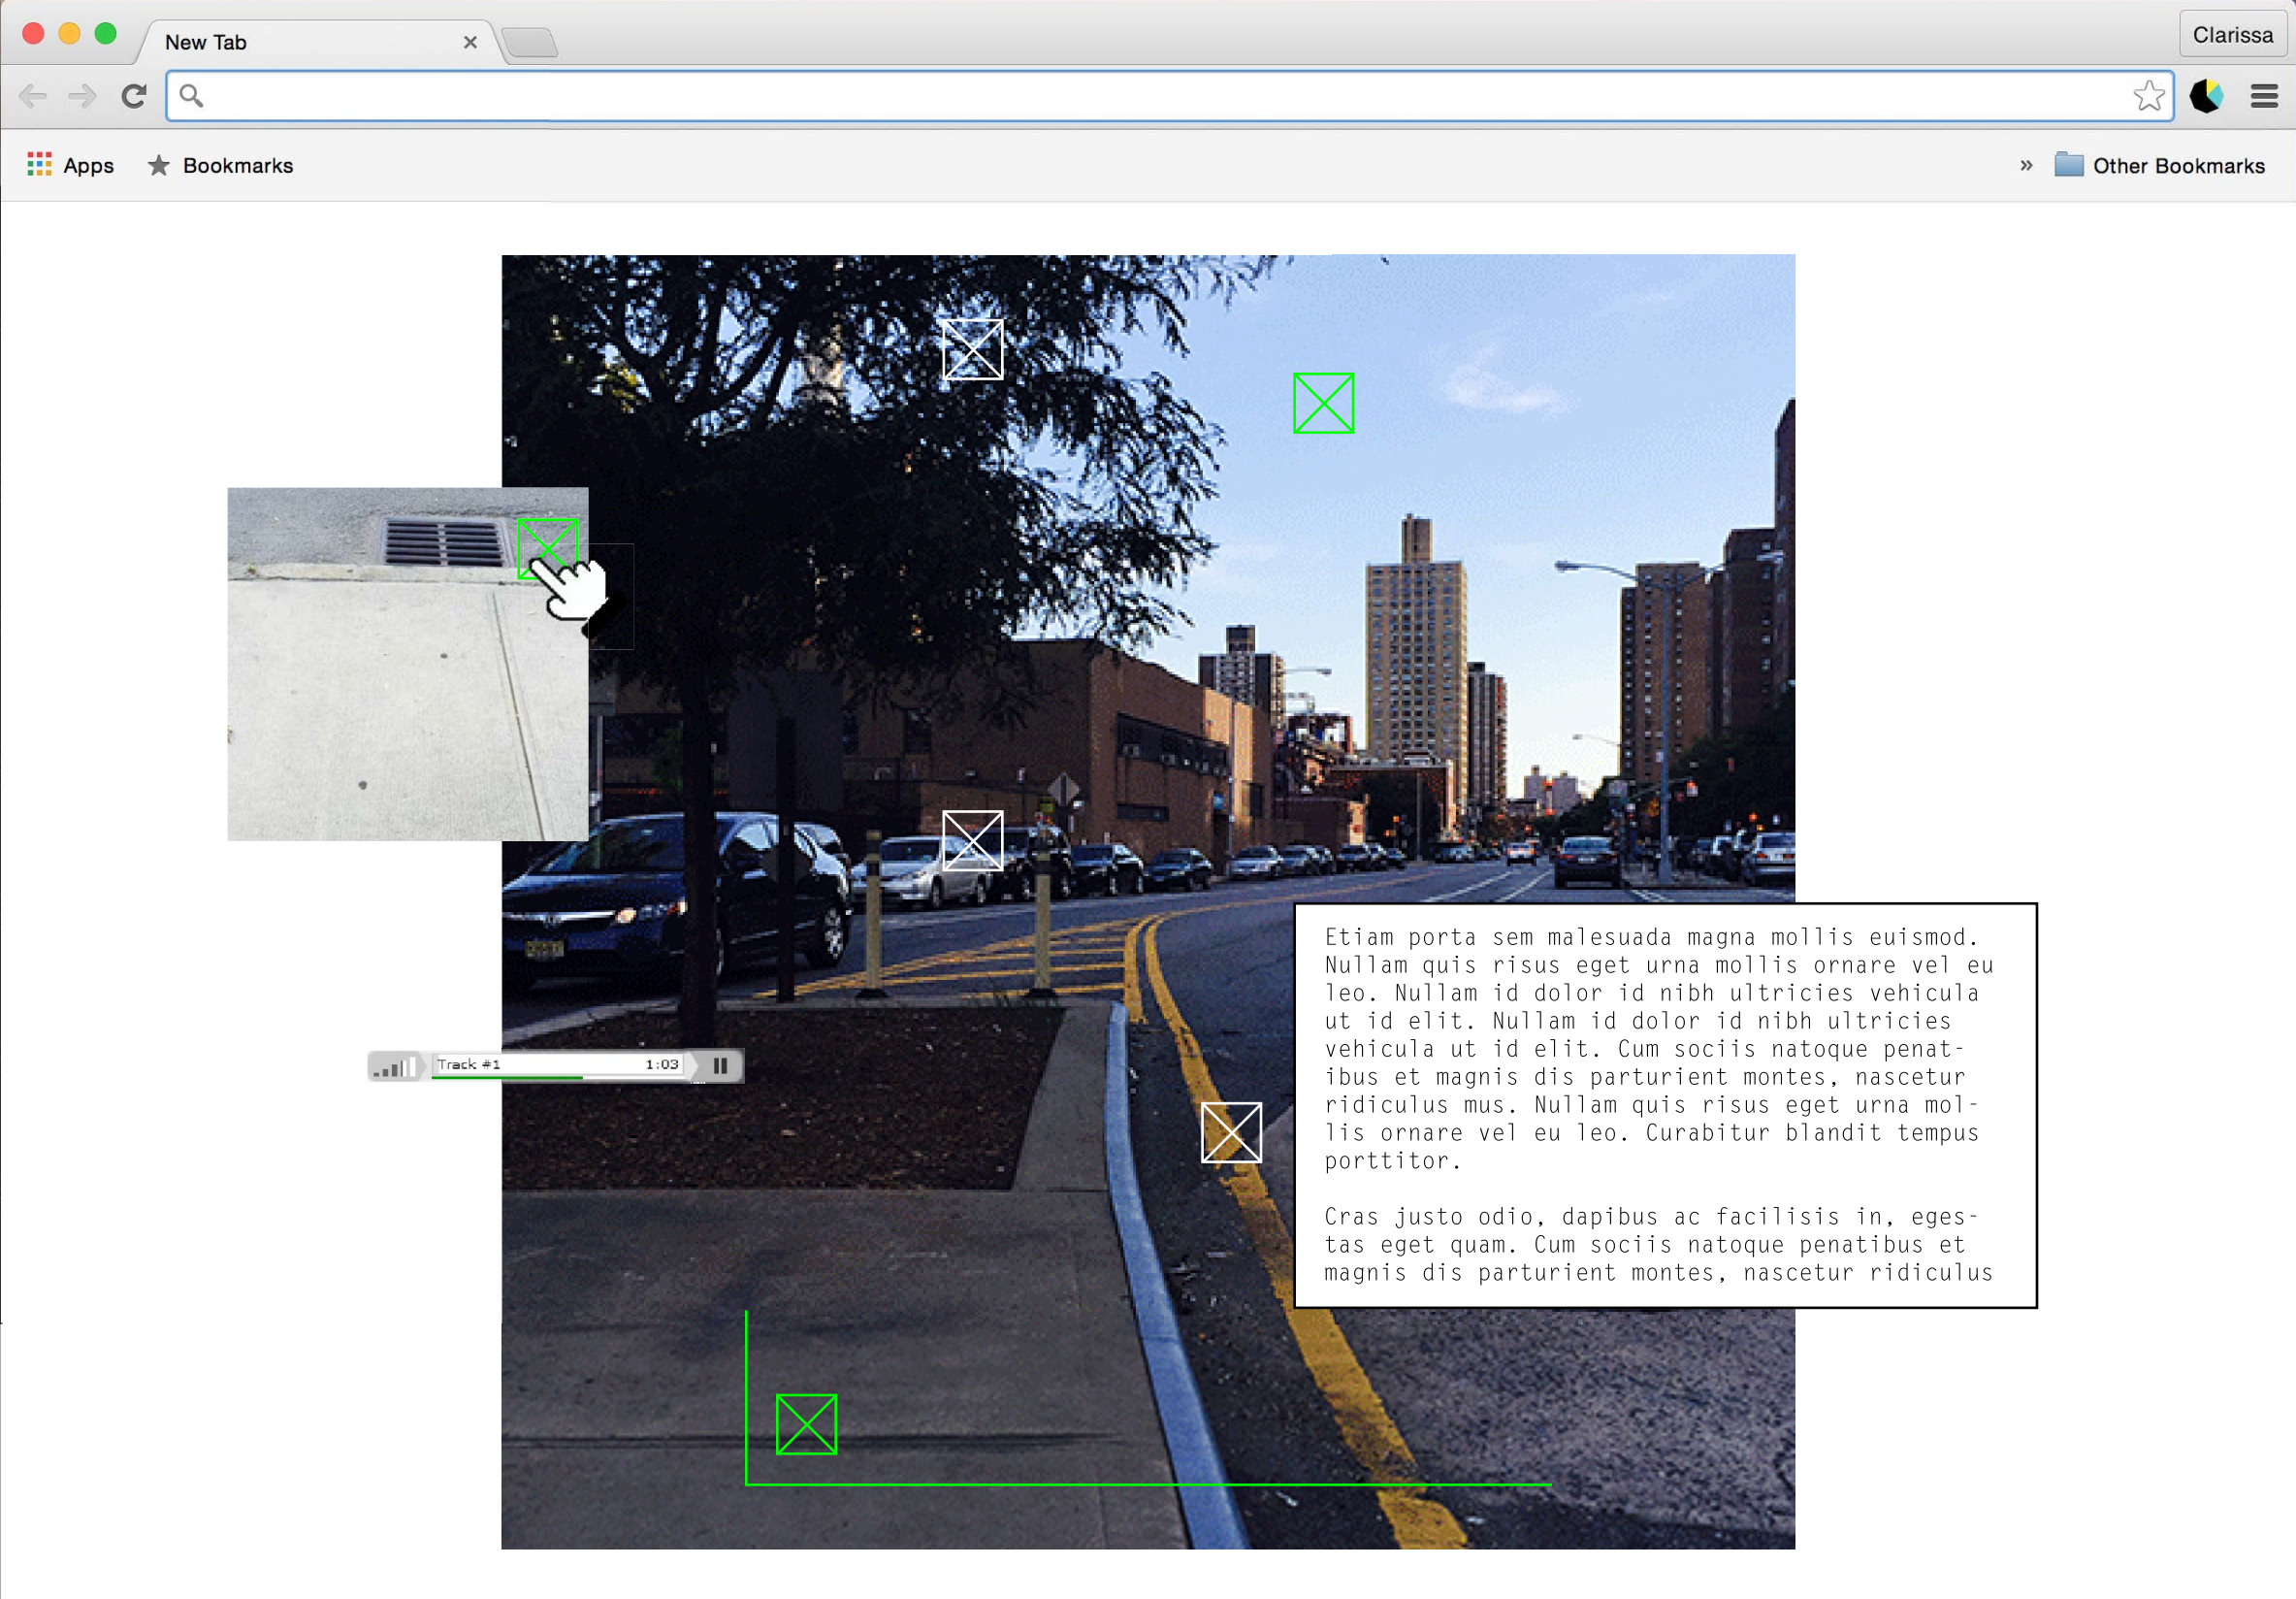 New Tab
Clarissa
Apps
Bookmarks
»
Other Bookmarks
Track #1 1:03
Etiam porta sem malesuada magna mollis euismod.
Nullam quis risus eget urna mollis ornare vel eu
leo. Nullam id dolor id nibh ultricies vehicula
ut id elit. Nullam id dolor id nibh ultricies
vehicula ut id elit. Cum sociis natoque penat-
ibus et magnis dis parturient montes, nascetur
ridiculus mus. Nullam quis risus eget urna mol-
lis ornare vel eu leo. Curabitur blandit tempus
porttitor.
Cras justo odio, dapibus ac facilisis in, eges-
tas eget quam. Cum sociis natoque penatibus et
magnis dis parturient montes, nascetur ridiculus